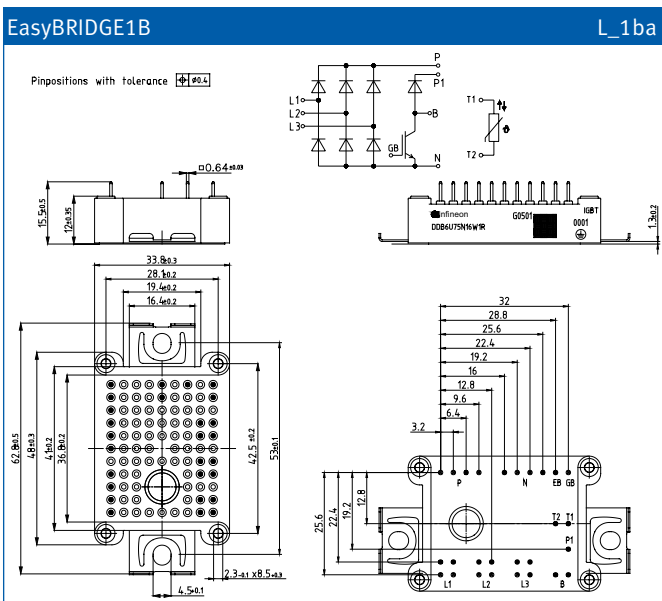 EasyBRIDGE1B L_1ba
Pinpositions with tolerance ⌖ ø0.4
P
P1
L1
L2
L3
B
GB
N
T1
T2
ϑ
□0.64±0.03
15.5±0.5
12±0.35
infineon
DDB6U75N16W1R
G0501
IGBT
0001
1.3±0.2
33.8±0.3
28.1±0.2
19.4±0.2
16.4±0.2
62.8±0.5
48±0.3
41±0.2
36.8±0.2
42.5±0.2
53±0.1
2.3-0.1 x8.5+0.3
4.5±0.1
32
28.8
25.6
22.4
19.2
16
12.8
9.6
6.4
3.2
P N EB GB
25.6
22.4
19.2
12.8
T2 T1
P1
L1 L2 L3 B